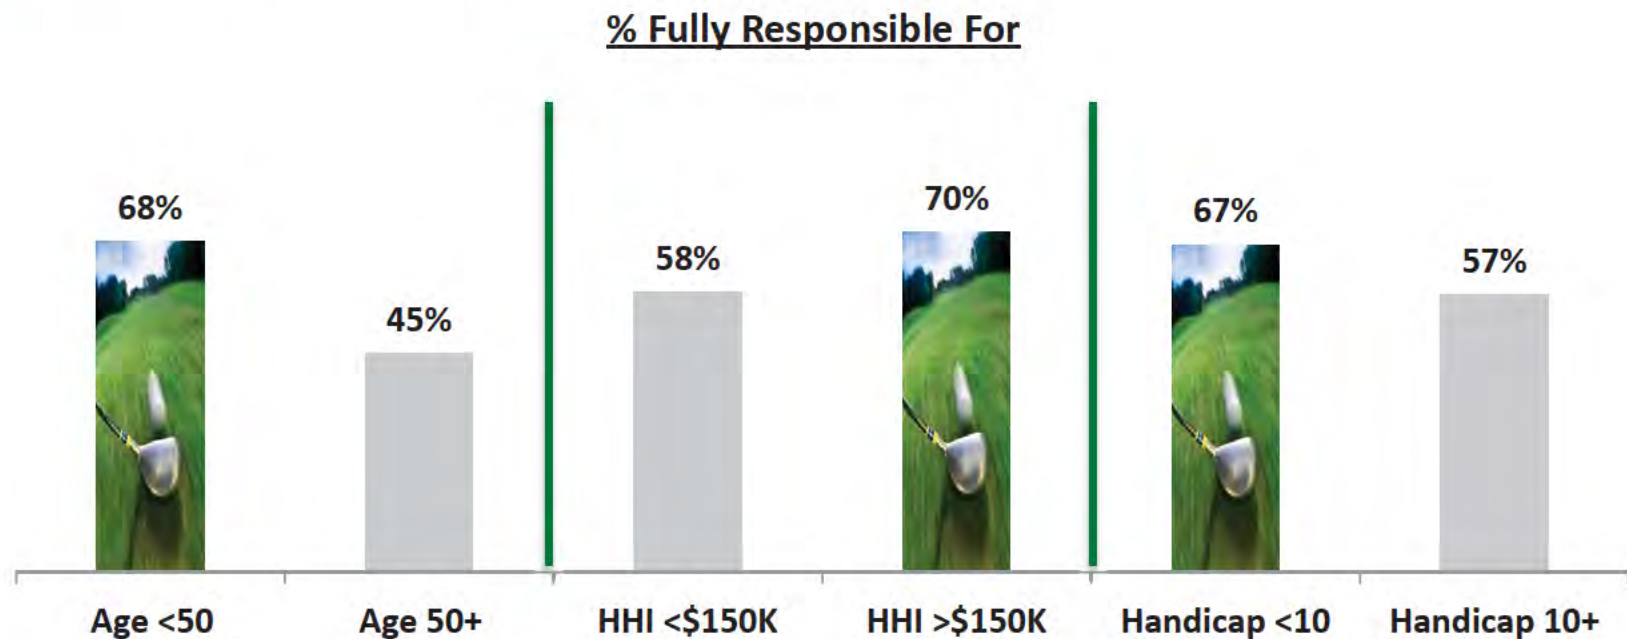 % Fully Responsible For
68%
45%
58%
70%
67%
57%
Age <50
Age 50+
HHI <$150K
HHI >$150K
Handicap <10
Handicap 10+